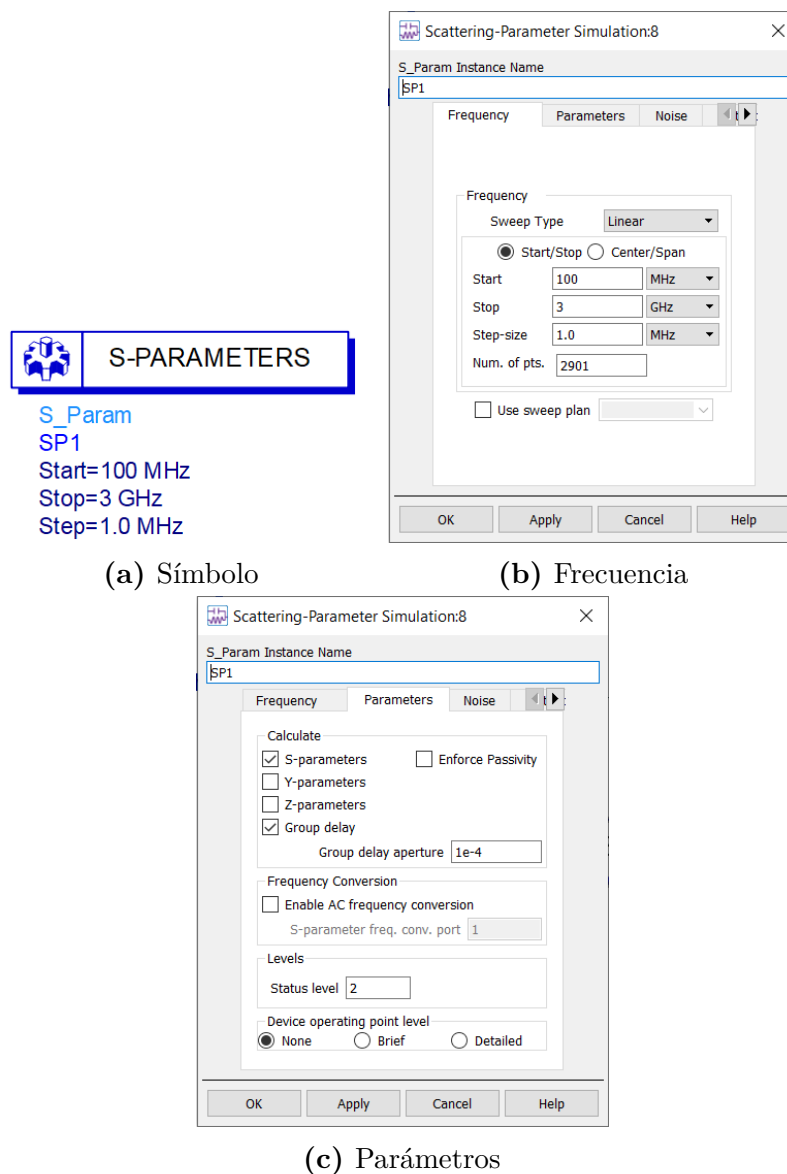 S-PARAMETERS
S_Param
SP1
Start=100 MHz
Stop=3 GHz
Step=1.0 MHz
(a) Símbolo
Scattering-Parameter Simulation:8
S_Param Instance Name
SP1
Frequency Parameters Noise
Frequency
Sweep Type Linear
Start/Stop Center/Span
Start 100 MHz
Stop 3 GHz
Step-size 1.0 MHz
Num. of pts. 2901
Use sweep plan
OK Apply Cancel Help
(b) Frecuencia
Scattering-Parameter Simulation:8
S_Param Instance Name
SP1
Frequency Parameters Noise
Calculate
S-parameters Enforce Passivity
Y-parameters
Z-parameters
Group delay
Group delay aperture 1e-4
Frequency Conversion
Enable AC frequency conversion
S-parameter freq. conv. port 1
Levels
Status level 2
Device operating point level
None Brief Detailed
OK Apply Cancel Help
(c) Parámetros